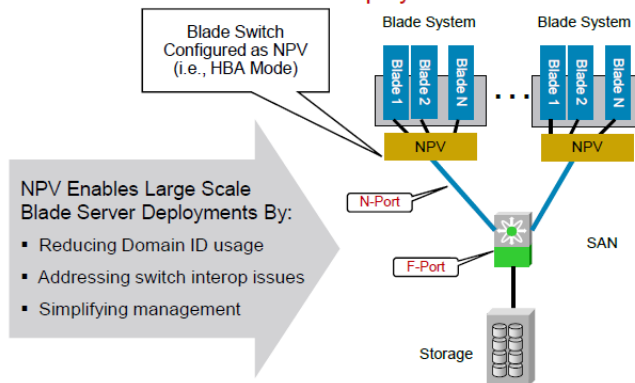 ploy
Blade Switch
Configured as NPV
(i.e., HBA Mode)
Blade System
Blade System
Blade 1
Blade 2
Blade N
...
Blade 1
Blade 2
Blade N
NPV
NPV
NPV Enables Large Scale
Blade Server Deployments By:
▪ Reducing Domain ID usage
▪ Addressing switch interop issues
▪ Simplifying management
N-Port
SAN
F-Port
Storage